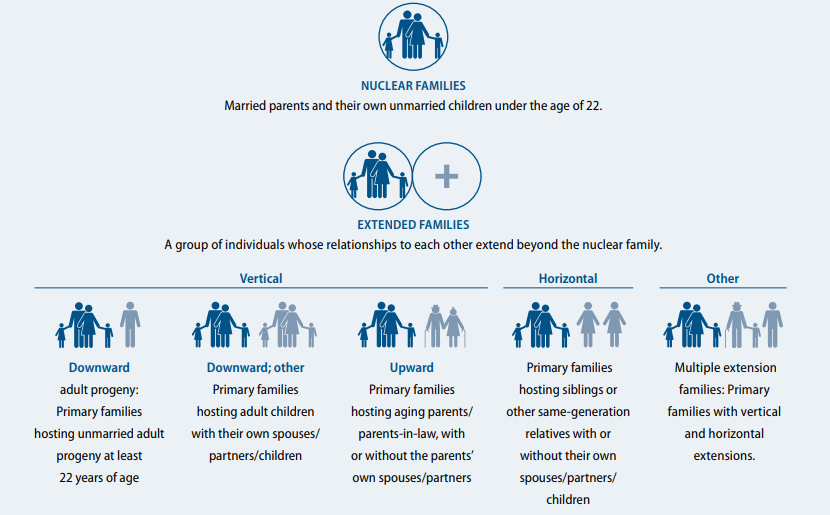 NUCLEAR FAMILIES
Married parents and their own unmarried children under the age of 22.
+
EXTENDED FAMILIES
A group of individuals whose relationships to each other extend beyond the nuclear family.
Vertical
Downward
adult progeny:
Primary families
hosting unmarried adult
progeny at least
22 years of age
Downward; other
Primary families
hosting adult children
with their own spouses/
partners/children
Upward
Primary families
hosting aging parents/
parents-in-law, with
or without the parents’
own spouses/partners
Horizontal
Primary families
hosting siblings or
other same-generation
relatives with or
without their own
spouses/partners/
children
Other
Multiple extension
families: Primary
families with vertical
and horizontal
extensions.